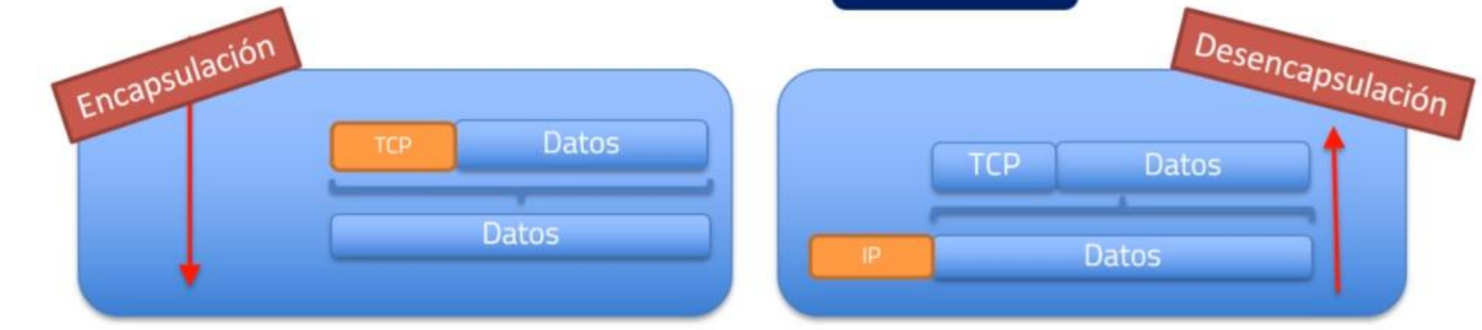 Encapsulación
TCP Datos
Datos
Desencapsulación
TCP Datos
IP Datos